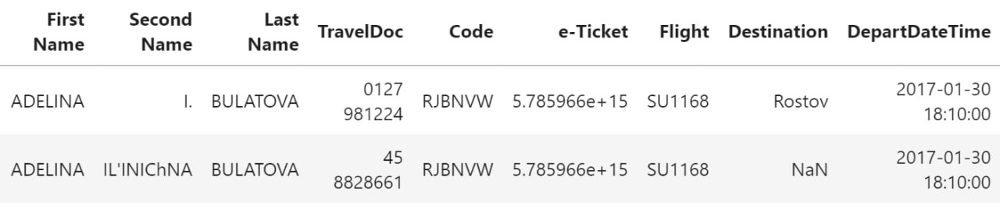 First Name Second Name Last Name TravelDoc Code e-Ticket Flight Destination DepartDateTime
ADELINA I. BULATOVA 0127 981224 RJBNVW 5.785966e+15 SU1168 Rostov 2017-01-30 18:10:00
ADELINA IL'INIChNA BULATOVA 45 8828661 RJBNVW 5.785966e+15 SU1168 NaN 2017-01-30 18:10:00